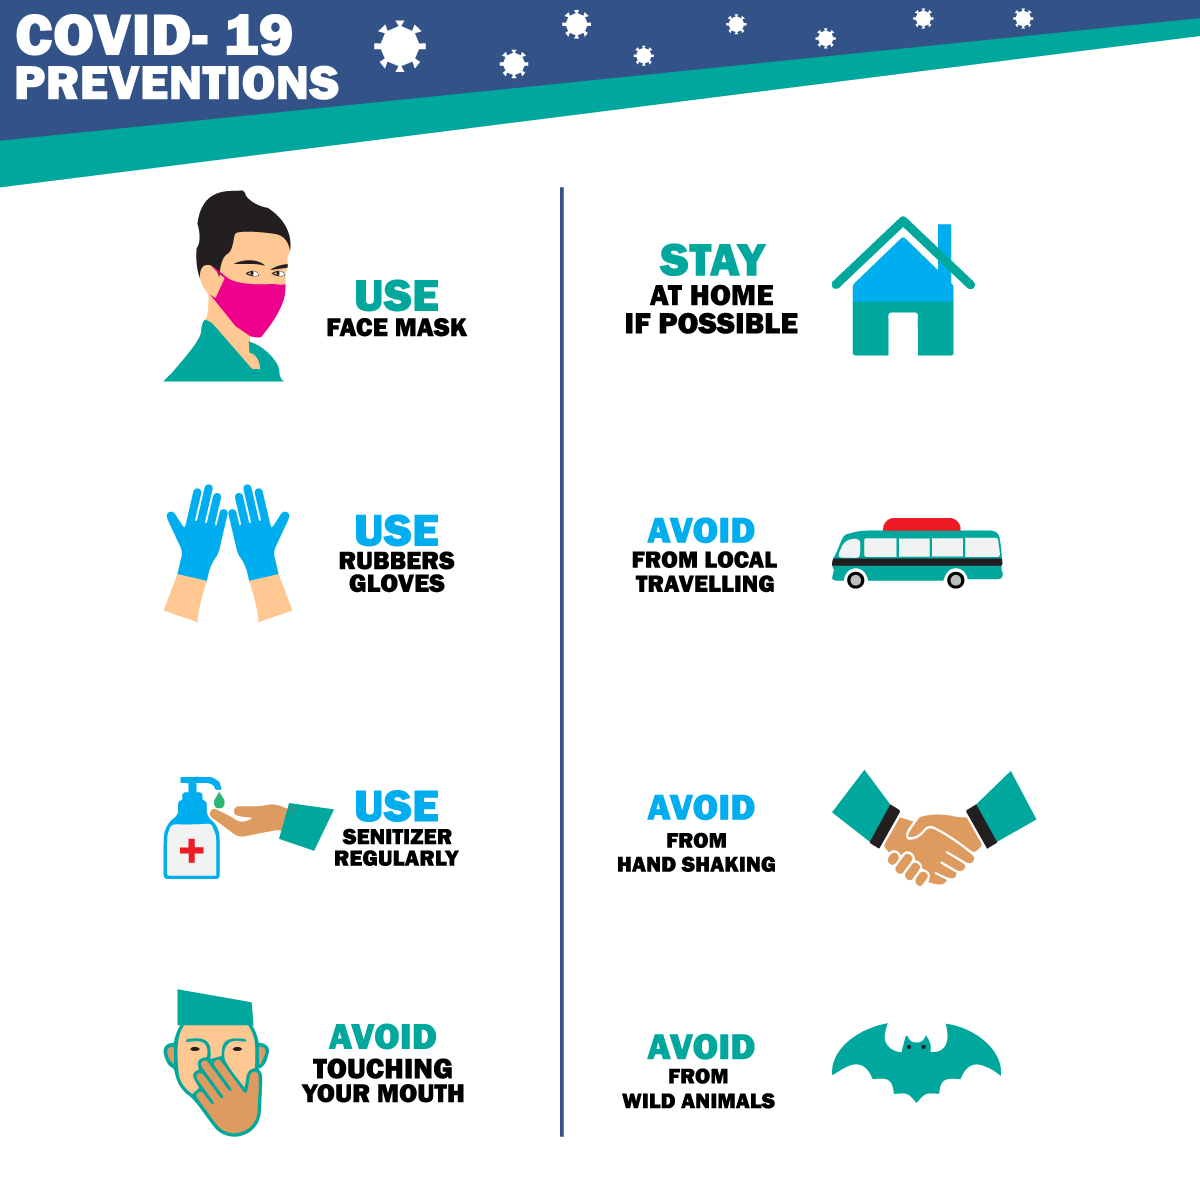 COVID- 19
PREVENTIONS
USE
FACE MASK
USE
RUBBERS
GLOVES
USE
SENITIZER
REGULARLY
AVOID
TOUCHING
YOUR MOUTH
STAY
AT HOME
IF POSSIBLE
AVOID
FROM LOCAL
TRAVELLING
AVOID
FROM
HAND SHAKING
AVOID
FROM
WILD ANIMALS